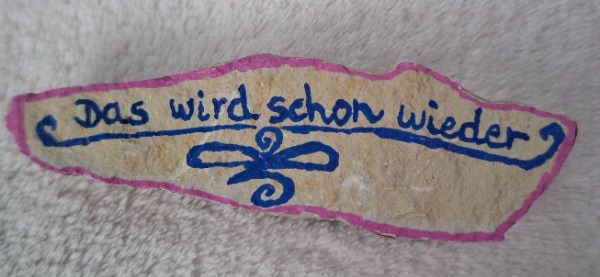 Das wird schon wieder